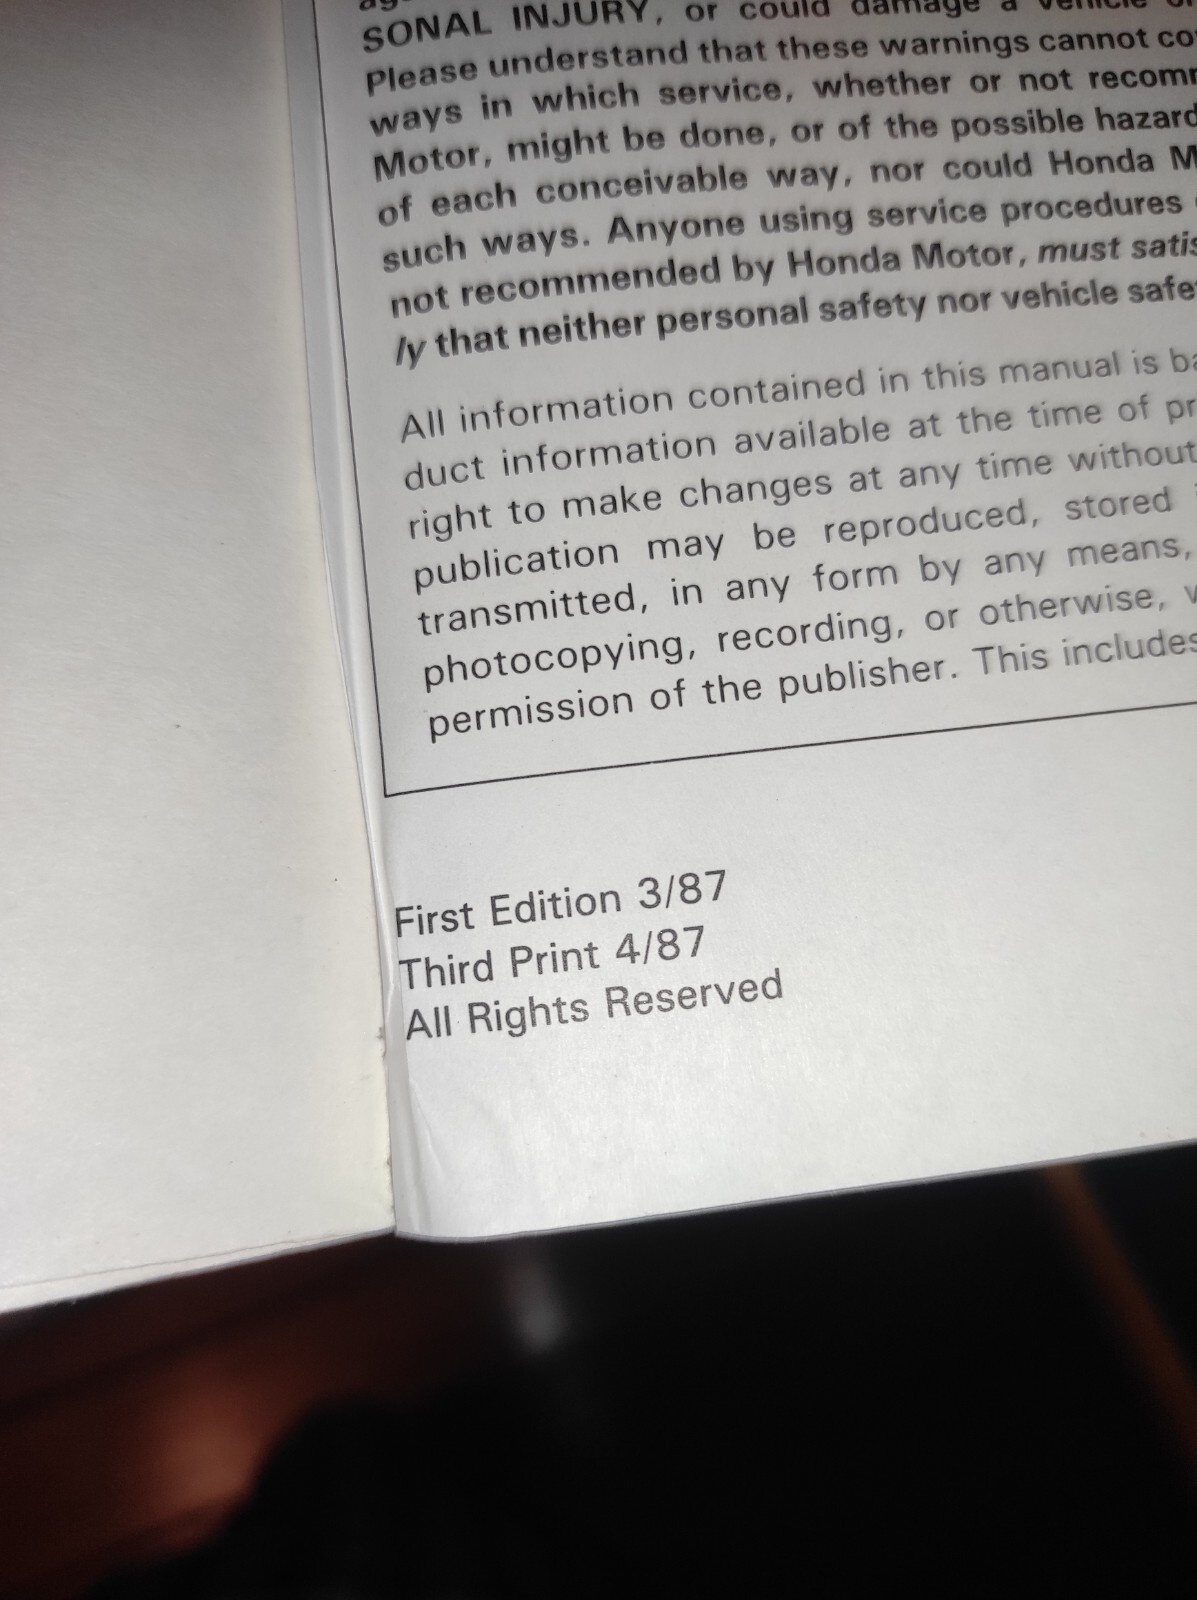 SONAL INJURY, or could damage a vehicle
Please understand that these warnings cannot
ways in which service, whether or not
Motor, might be done, or of the possible
of each conceivable way, nor could Honda
such ways. Anyone using service procedures
not recommended by Honda Motor, must
ly that neither personal safety nor vehicle
All information contained in this manual is
duct information available at the time of
right to make changes at any time without
publication may be reproduced, stored
transmitted, in any form by any means,
photocopying, recording, or otherwise,
permission of the publisher. This includes
First Edition 3/87
Third Print 4/87
All Rights Reserved